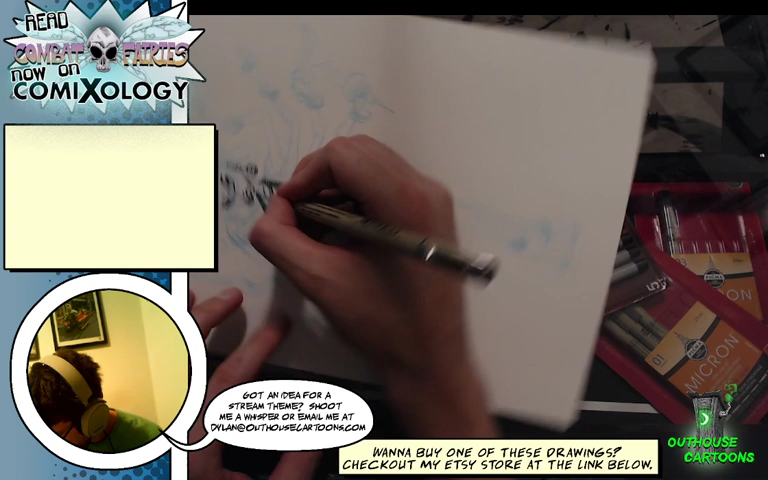 READ
COMBAT FAIRIES
NOW ON
COMIXOLOGY
GOT AN IDEA FOR A
STREAM THEME? SHOOT
ME A WHISPER OR EMAIL ME AT
DYLAN@OUTHOUSECARTOONS.COM
WANNA BUY ONE OF THESE DRAWINGS?
CHECKOUT MY ETSY STORE AT THE LINK BELOW.
OUTHOUSE
CARTOONS
MICRON
01